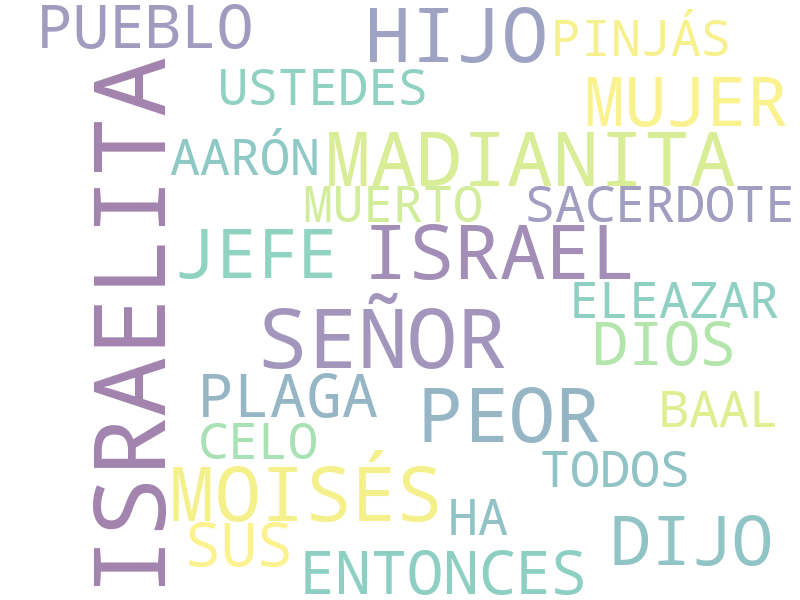 PUEBLO
HIJO
PINJÁS
USTEDES
MUJER
AARÓN
MADIANITA
MUERTO
SACERDOTE
JEFE
ISRAEL
ISRAELITA
ELEAZAR
SEÑOR
DIOS
PLAGA
PEOR
BAAL
CELO
TODOS
MOISÉS
HA
DIJO
SUS
ENTONCES